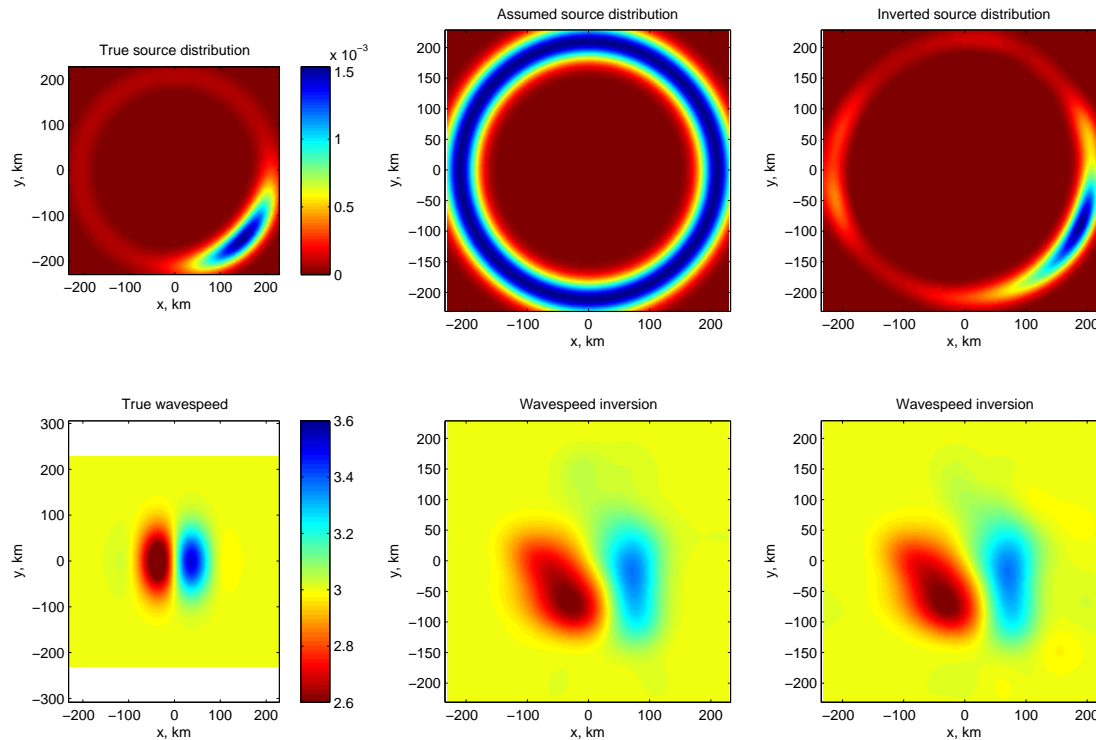 Assumed source distribution
Inverted source distribution
True source distribution
x 10⁻³
200
100
0
−100
−200
y, km
−200 −100 0 100 200
x, km
1.5
1
0.5
0
200
150
100
50
0
−50
−100
−150
−200
y, km
−200 −100 0 100 200
x, km
200
150
100
50
0
−50
−100
−150
−200
y, km
−200 −100 0 100 200
x, km
True wavespeed
300
200
100
0
−100
−200
−300
y, km
−200 −100 0 100 200
x, km
3.6
3.4
3.2
3
2.8
2.6
Wavespeed inversion
200
150
100
50
0
−50
−100
−150
−200
y, km
−200 −100 0 100 200
x, km
Wavespeed inversion
200
150
100
50
0
−50
−100
−150
−200
y, km
−200 −100 0 100 200
x, km